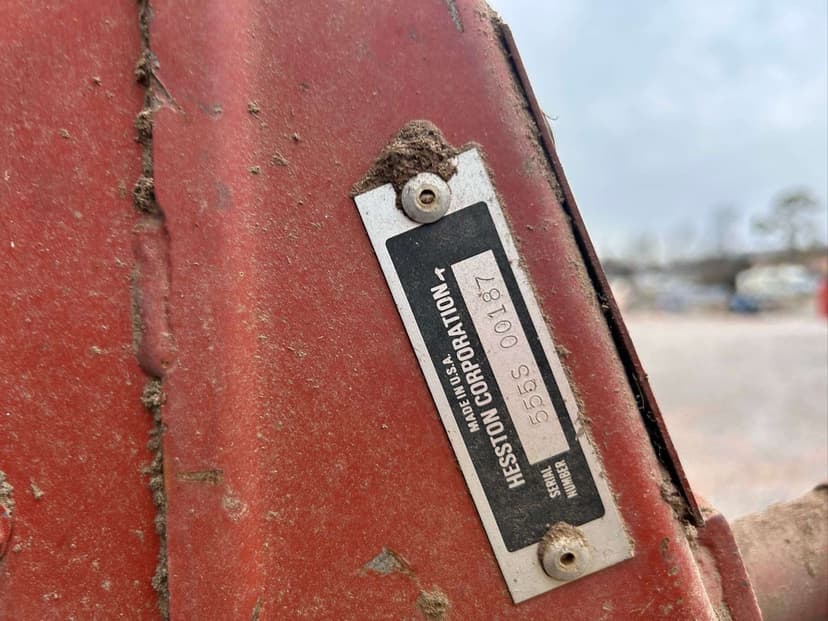 HESSTON CORPORATION
MADE IN U.S.A.
SERIAL
NUMBER
555S 00187